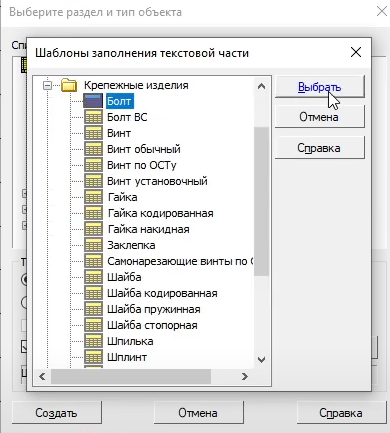 Выберите раздел и тип объекта
Шаблоны заполнения текстовой части
Крепежные изделия
Болт
Болт ВС
Винт
Винт обычный
Винт по ОСТу
Винт установочный
Гайка
Гайка кодированная
Гайка накидная
Заклепка
Самонарезающие винты по
Шайба
Шайба кодированная
Шайба пружинная
Шайба стопорная
Шпилька
Шплинт
Выбрать
Отмена
Справка
Создать
Отмена
Справка